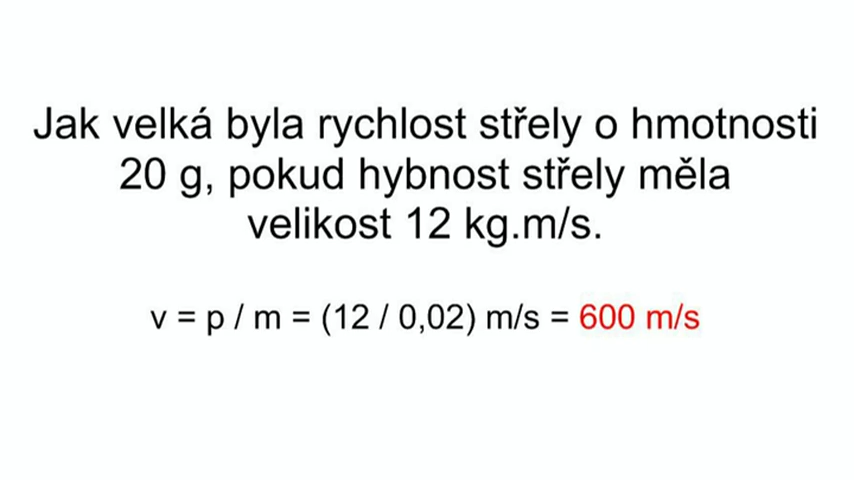 Jak velká byla rychlost střely o hmotnosti
20 g, pokud hybnost střely měla
velikost 12 kg.m/s.
v = p / m = (12 / 0,02) m/s = 600 m/s